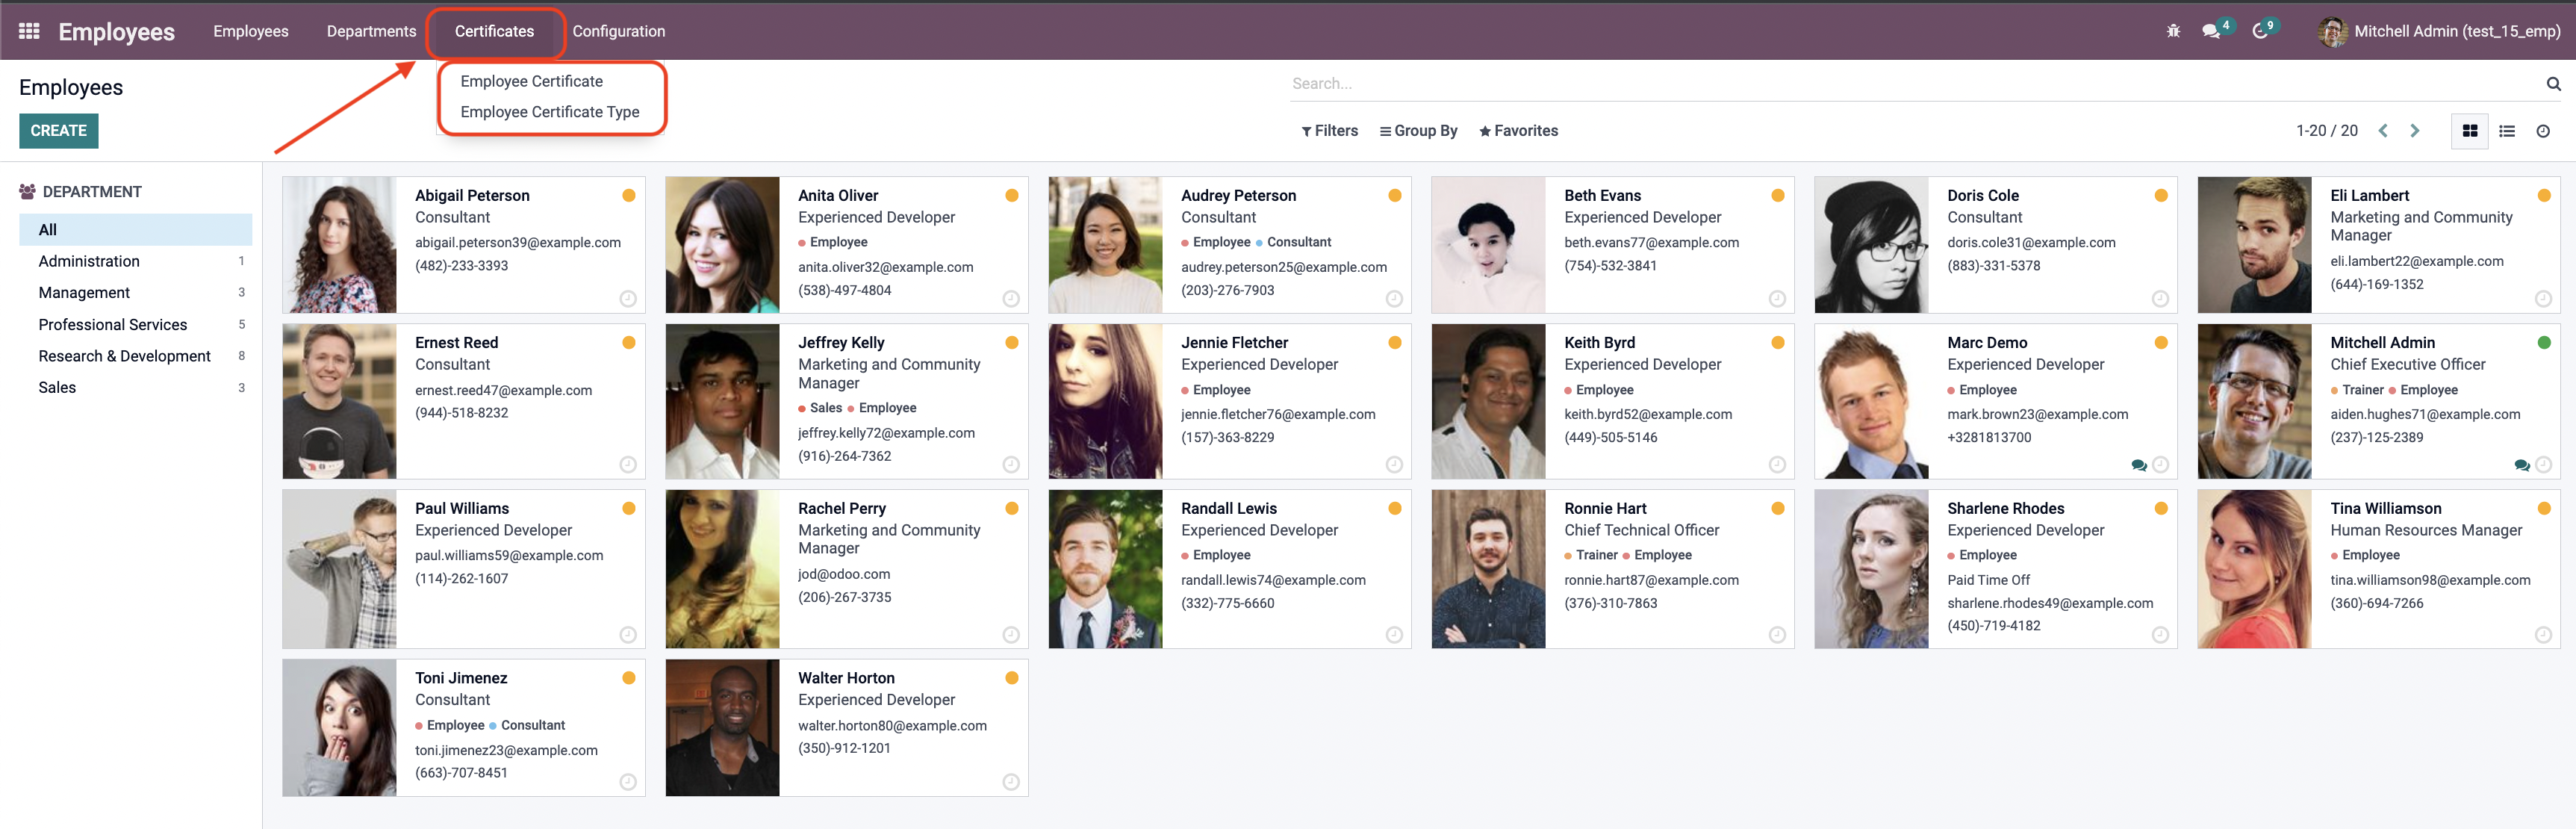 Employees
Employees
Departments
Certificates
Configuration
4
9
Mitchell Admin (test_15_emp)
Employee Certificate
Employee Certificate Type
Employees
CREATE
Search...
Filters
Group By
Favorites
1-20 / 20
DEPARTMENT
All
Administration 1
Management 3
Professional Services 5
Research & Development 8
Sales 3
Abigail Peterson
Consultant
abigail.peterson39@example.com
(482)-233-3393
Anita Oliver
Experienced Developer
Employee
anita.oliver32@example.com
(538)-497-4804
Audrey Peterson
Consultant
Employee Consultant
audrey.peterson25@example.com
(203)-276-7903
Beth Evans
Experienced Developer
beth.evans77@example.com
(754)-532-3841
Doris Cole
Consultant
doris.cole31@example.com
(883)-331-5378
Eli Lambert
Marketing and Community
Manager
eli.lambert22@example.com
(644)-169-1352
Ernest Reed
Consultant
ernest.reed47@example.com
(944)-518-8232
Jeffrey Kelly
Marketing and Community
Manager
Sales Employee
jeffrey.kelly72@example.com
(916)-264-7362
Jennie Fletcher
Experienced Developer
Employee
jennie.fletcher76@example.com
(157)-363-8229
Keith Byrd
Experienced Developer
Employee
keith.byrd52@example.com
(449)-505-5146
Marc Demo
Experienced Developer
Employee
mark.brown23@example.com
+3281813700
Mitchell Admin
Chief Executive Officer
Trainer Employee
aiden.hughes71@example.com
(237)-125-2389
Paul Williams
Experienced Developer
paul.williams59@example.com
(114)-262-1607
Rachel Perry
Marketing and Community
Manager
jod@odoo.com
(206)-267-3735
Randall Lewis
Experienced Developer
Employee
randall.lewis74@example.com
(332)-775-6660
Ronnie Hart
Chief Technical Officer
Trainer Employee
ronnie.hart87@example.com
(376)-310-7863
Sharlene Rhodes
Experienced Developer
Employee
Paid Time Off
sharlene.rhodes49@example.com
(450)-719-4182
Tina Williamson
Human Resources Manager
Employee
tina.williamson98@example.com
(360)-694-7266
Toni Jimenez
Consultant
Employee Consultant
toni.jimenez23@example.com
(663)-707-8451
Walter Horton
Experienced Developer
walter.horton80@example.com
(350)-912-1201